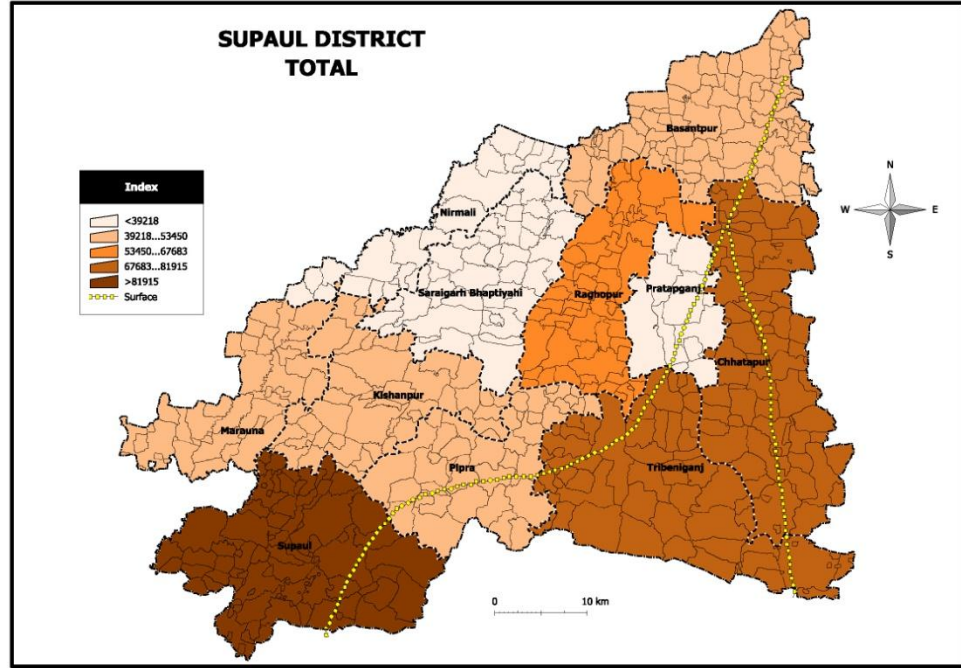 SUPAUL DISTRICT
TOTAL
Index
<39218
39218...53450
53450...67683
67683...81915
>81915
Surface
Basantpur
N
W
E
S
Nirmali
Saraigarh Bhaptiyahi
Raghopur
Pratapganj
Chhatapur
Kishanpur
Marauna
Pipra
Tribeniganj
Supaul
0
10 km